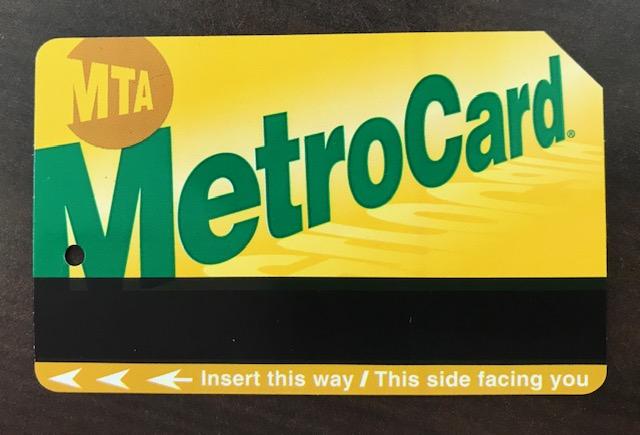 MTA
MetroCard®
Insert this way / This side facing you